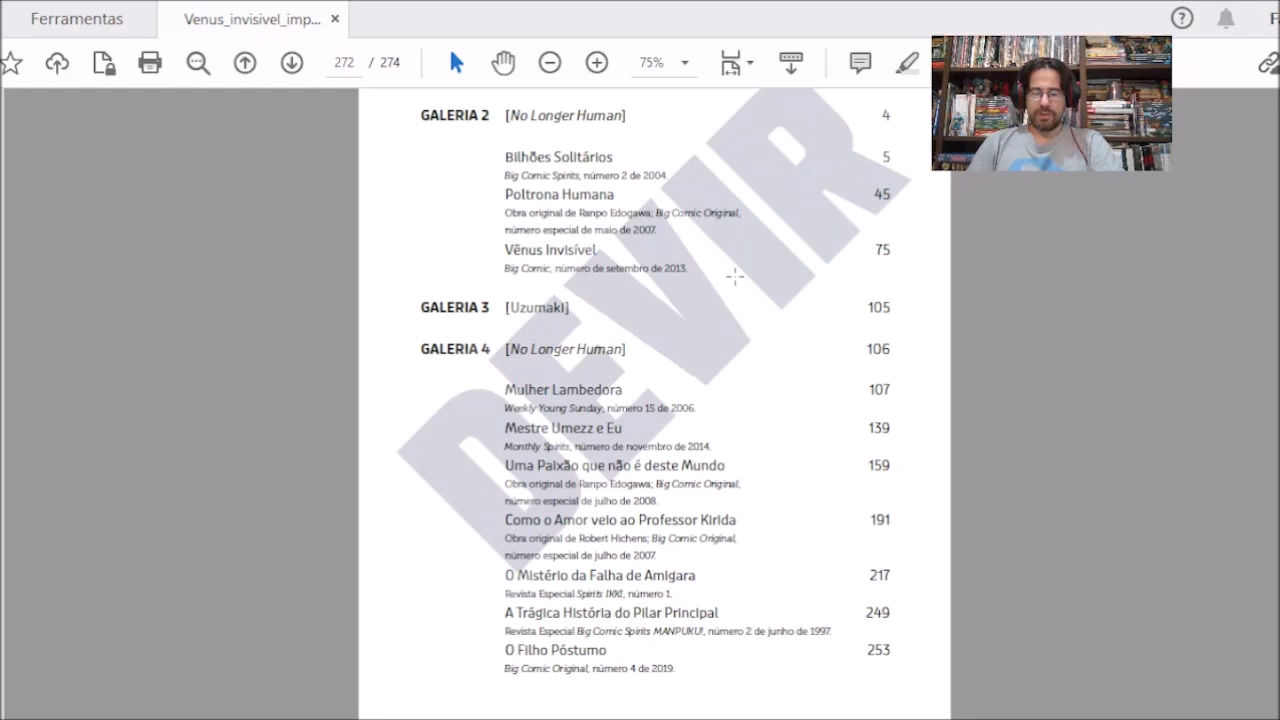 Ferramentas
Venus_invisivel_imp... ×
272 / 274
75%
GALERIA 2 [No Longer Human] 4
Bilhões Solitários 5
Big Comic Spirits, número 2 de 2004.
Poltrona Humana 45
Obra original de Ranpo Edogawa; Big Comic Original,
número especial de maio de 2007.
Vênus Invisível 75
Big Comic, número de setembro de 2013.
GALERIA 3 [Uzumaki] 105
GALERIA 4 [No Longer Human] 106
Mulher Lambedora 107
Weekly Young Sunday, número 15 de 2006.
Mestre Umezz e Eu 139
Monthly Spirits, número de novembro de 2014.
Uma Paixão que não é deste Mundo 159
Obra original de Ranpo Edogawa; Big Comic Original,
número especial de julho de 2008.
Como o Amor veio ao Professor Kirida 191
Obra original de Robert Hichens; Big Comic Original,
número especial de julho de 2007.
O Mistério da Falha de Amigara 217
Revista Especial Spirits IKKI, número 1.
A Trágica História do Pilar Principal 249
Revista Especial Big Comic Spirits MANPUKU!, número 2 de junho de 1997.
O Filho Póstumo 253
Big Comic Original, número 4 de 2019.
DEVIR